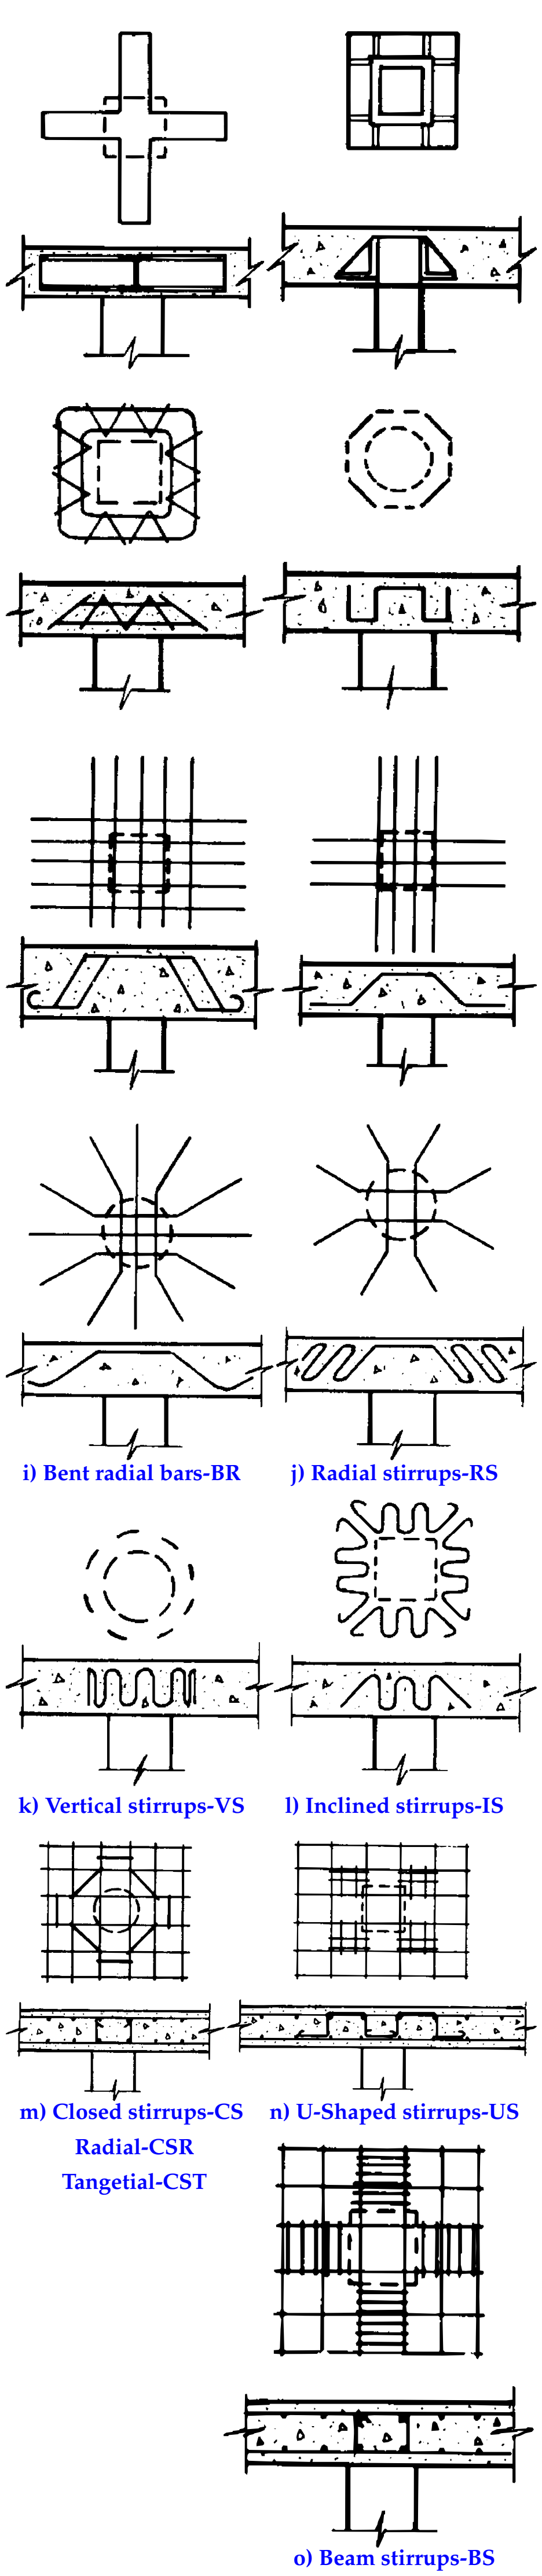 i) Bent radial bars-BR
j) Radial stirrups-RS
k) Vertical stirrups-VS
l) Inclined stirrups-IS
m) Closed stirrups-CS
Radial-CSR
Tangetial-CST
n) U-Shaped stirrups-US
o) Beam stirrups-BS